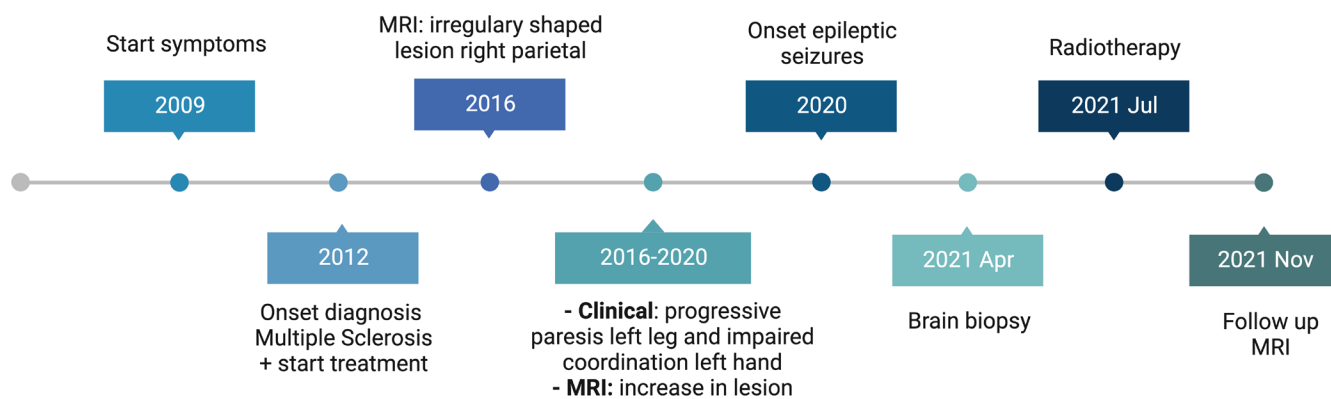 Start symptoms
2009
2012
Onset diagnosis
Multiple Sclerosis
+ start treatment
MRI: irregulary shaped
lesion right parietal
2016
2016-2020
- Clinical: progressive
paresis left leg and impaired
coordination left hand
- MRI: increase in lesion
Onset epileptic
seizures
2020
2021 Apr
Brain biopsy
Radiotherapy
2021 Jul
2021 Nov
Follow up
MRI